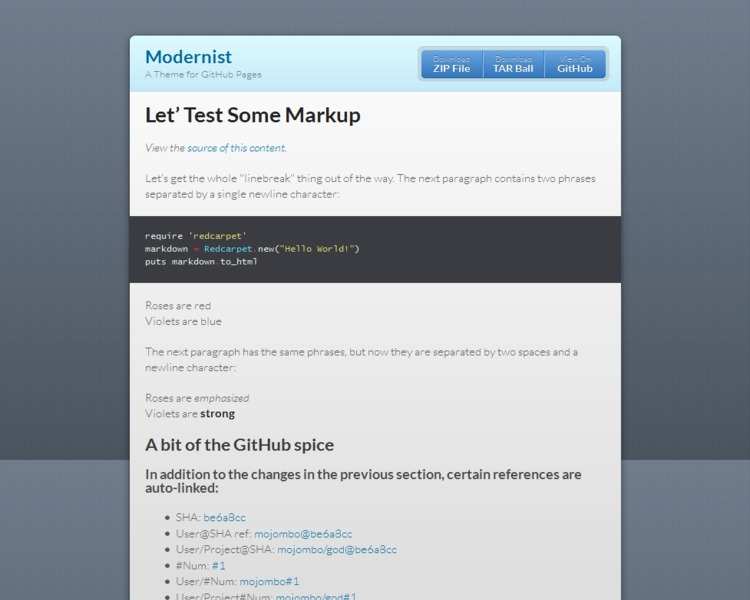 Modernist
A Theme for GitHub Pages
Download
ZIP File
Download
TAR Ball
View On
GitHub
Let’ Test Some Markup
View the source of this content.
Let's get the whole "linebreak" thing out of the way. The next paragraph contains two phrases
separated by a single newline character:
require 'redcarpet'
markdown = Redcarpet.new("Hello World!")
puts markdown.to_html
Roses are red
Violets are blue
The next paragraph has the same phrases, but now they are separated by two spaces and a
newline character:
Roses are emphasized
Violets are strong
A bit of the GitHub spice
In addition to the changes in the previous section, certain references are
auto-linked:
SHA: be6a8cc
User@SHA ref: mojombo@be6a8cc
User/Project@SHA: mojombo/god@be6a8cc
#Num: #1
User/#Num: mojombo#1
User/Project#Num: mojombo/god#1